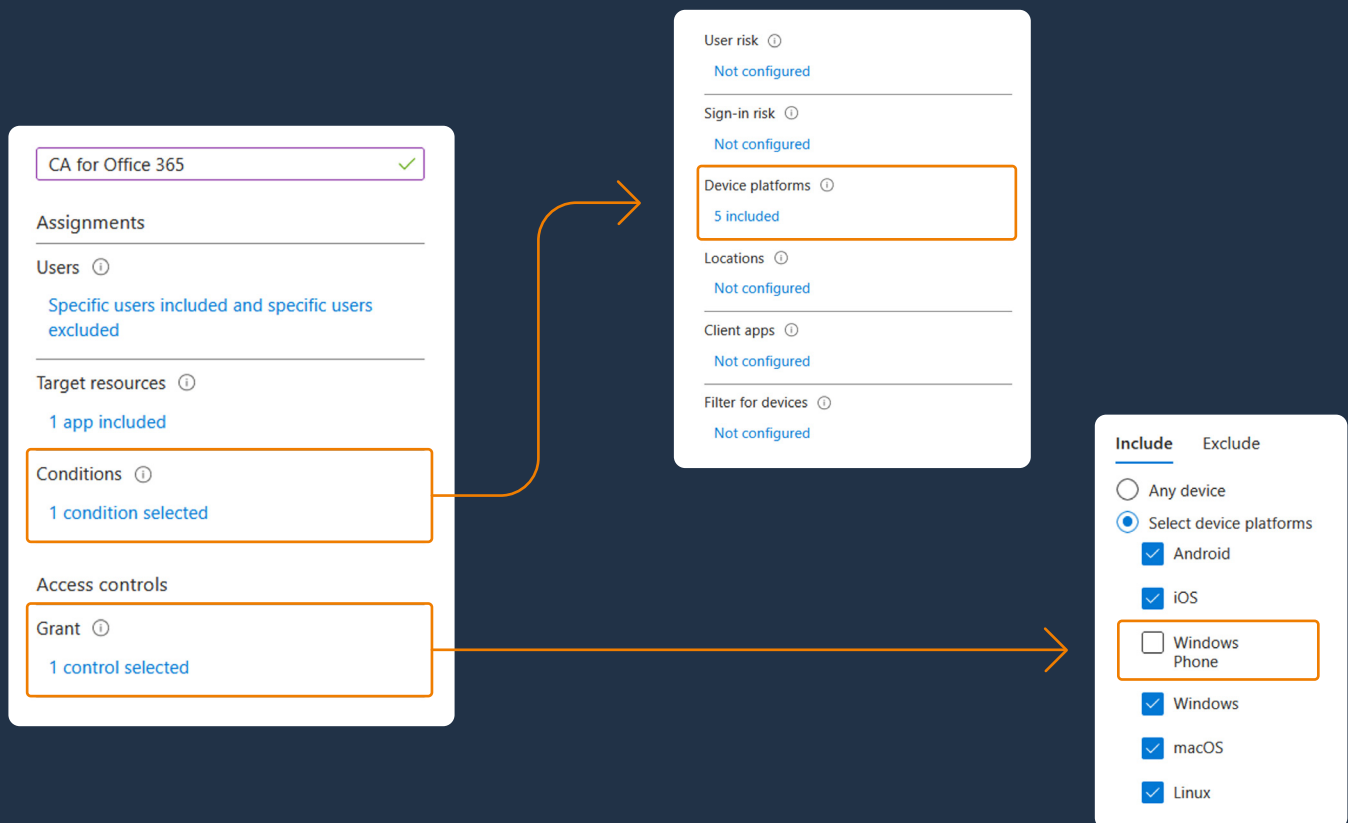 CA for Office 365
Assignments
Users
Specific users included and specific users
excluded
Target resources
1 app included
Conditions
1 condition selected
Access controls
Grant
1 control selected
User risk
Not configured
Sign-in risk
Not configured
Device platforms
5 included
Locations
Not configured
Client apps
Not configured
Filter for devices
Not configured
Include Exclude
Any device
Select device platforms
Android
iOS
Windows
Phone
Windows
macOS
Linux